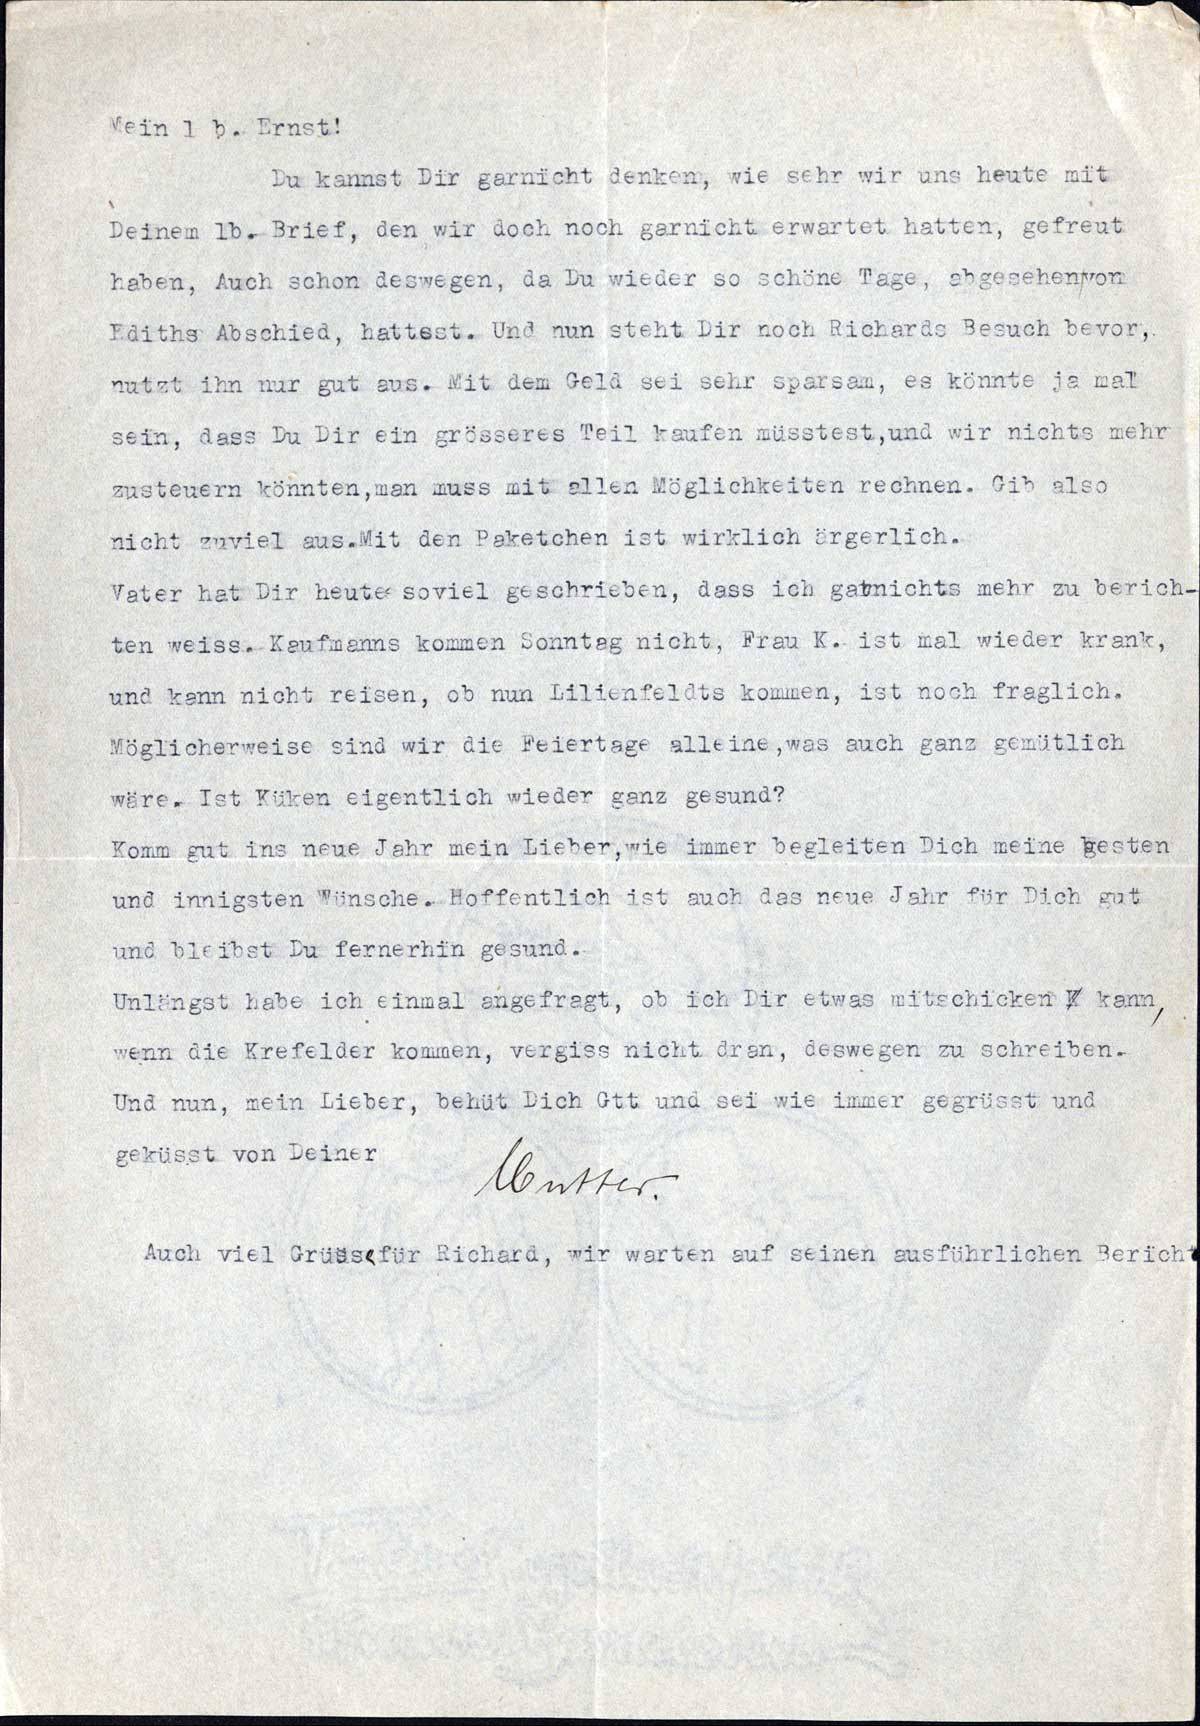 Mein l b. Ernst!
Du kannst Dir garnicht denken, wie sehr wir uns heute mit
Deinem lb. Brief, den wir doch noch garnicht erwartet hatten, gefreut
haben, Auch schon deswegen, da Du wieder so schöne Tage, abgesehen/von
Ediths Abschied, hattest. Und nun steht Dir noch Richards Besuch bevor,.
nutzt ihn nur gut aus. Mit dem Geld sei sehr sparsam, es könnte ja mal
sein, dass Du Dir ein grösseres Teil kaufen müsstest,und wir nichts mehr
zusteuern könnten,man muss mit allen Möglichkeiten rechnen. Gib also
nicht zuviel aus.Mit den Paketchen ist wirklich ärgerlich.
Vater hat Dir heute soviel geschrieben, dass ich garnichts mehr zu berich-
ten weiss. Kaufmanns kommen Sonntag nicht, Frau K. ist mal wieder krank,
und kann nicht reisen, ob nun Lilienfeldts kommen, ist noch fraglich.
Möglicherweise sind wir die Feiertage alleine,was auch ganz gemütlich
wäre. Ist Küken eigentlich wieder ganz gesund?
Komm gut ins neue Jahr mein Lieber,wie immer begleiten Dich meine besten
und innigsten Wünsche. Hoffentlich ist auch das neue Jahr für Dich gut
und bleibst Du fernerhin gesund.
Unlängst habe ich einmal angefragt, ob ich Dir etwas mitschicken kann,
wenn die Krefelder kommen, vergiss nicht dran, deswegen zu schreiben.
Und nun, mein Lieber, behüt Dich Gtt und sei wie immer gegrüsst und
geküsst von Deiner
Mutter.
Auch viel Grüsse für Richard, wir warten auf seinen ausführlichen Bericht